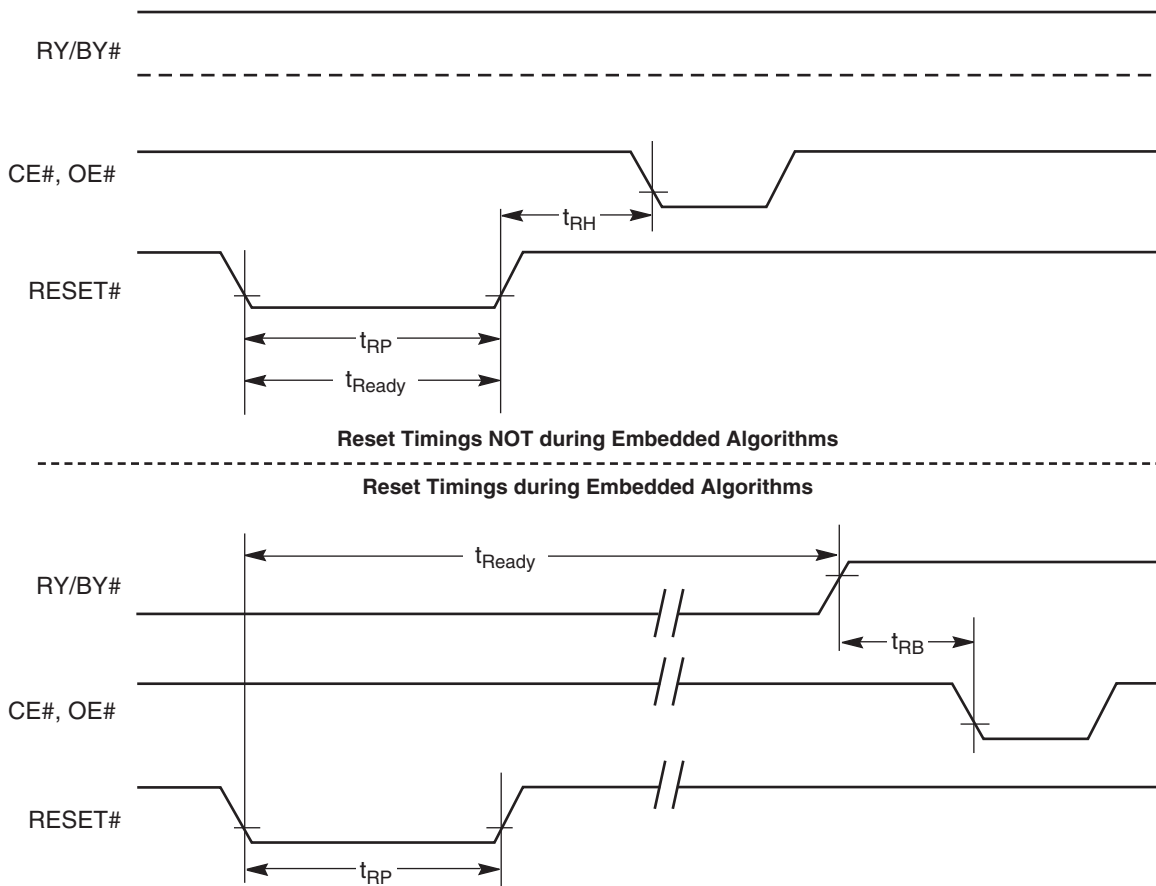 RY/BY#
CE#, OE#
tRH
RESET#
tRP
tReady
Reset Timings NOT during Embedded Algorithms
Reset Timings during Embedded Algorithms
tReady
RY/BY#
tRB
CE#, OE#
RESET#
tRP